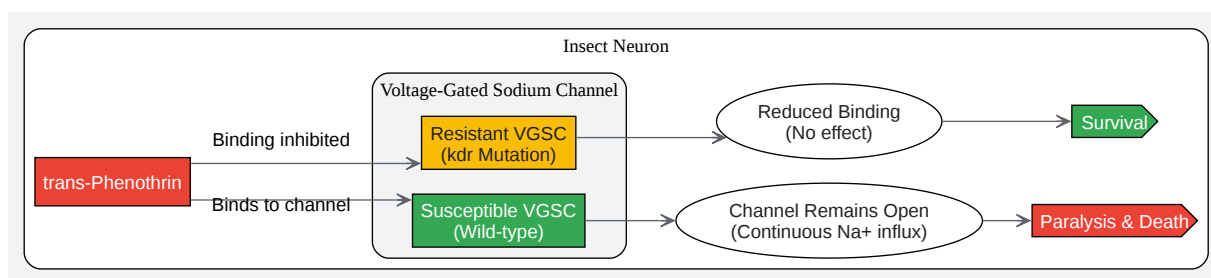 Insect Neuron
Voltage-Gated Sodium Channel
trans-Phenothrin
Binding inhibited
Binds to channel
Resistant VGSC
(kdr Mutation)
Reduced Binding
(No effect)
Survival
Susceptible VGSC
(Wild-type)
Channel Remains Open
(Continuous Na+ influx)
Paralysis & Death